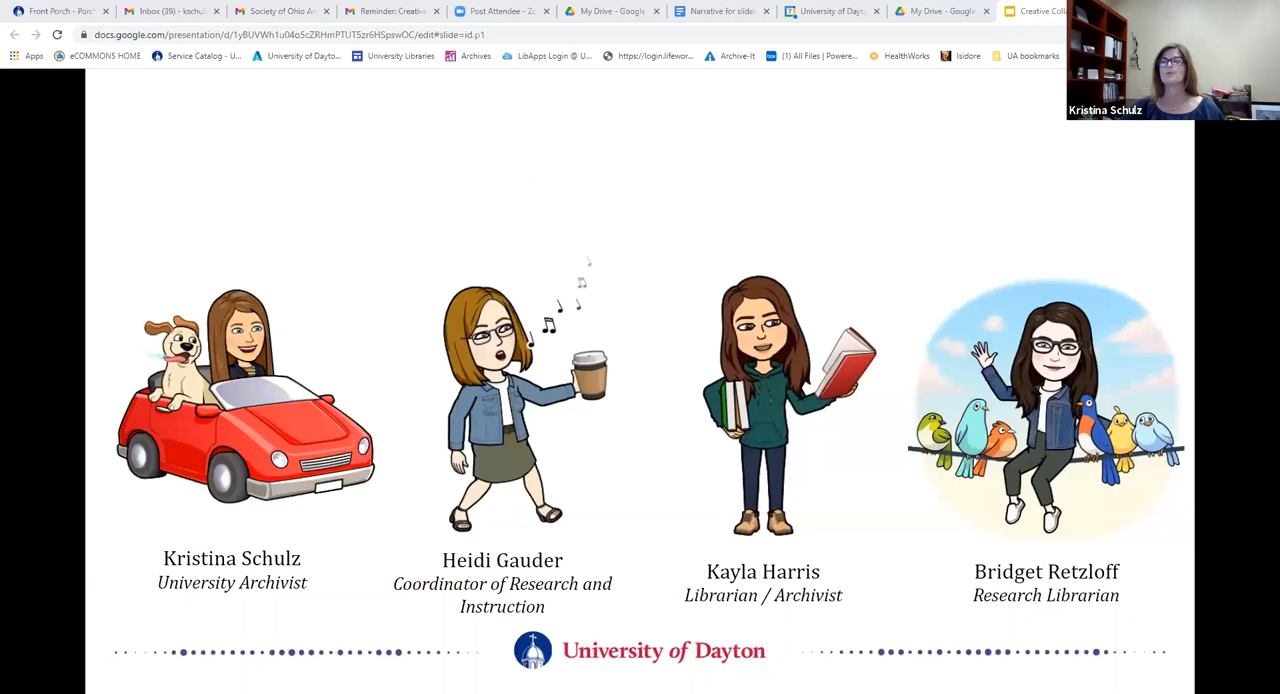 Front Porch - Porc
Inbox (39) - kschul
Society of Ohio Ar
Reminder: Creative
Post Attendee - Zo
My Drive - Google
Narrative for slides
University of Dayt
My Drive - Google
Creative Coll
docs.google.com/presentation/d/1yBUVWh1u04o5cZRHmPTUT5zr6HSpswOC/edit#slide=id.p1
Apps
eCOMMONS HOME
Service Catalog - U...
University of Dayto...
University Libraries
Archives
LibApps Login @ U...
https://login.lifewor...
Archive-It
(1) All Files | Powere...
HealthWorks
Isidore
UA bookmarks
Kristina Schulz
Kristina Schulz
University Archivist
Heidi Gauder
Coordinator of Research and
Instruction
Kayla Harris
Librarian / Archivist
Bridget Retzloff
Research Librarian
University of Dayton